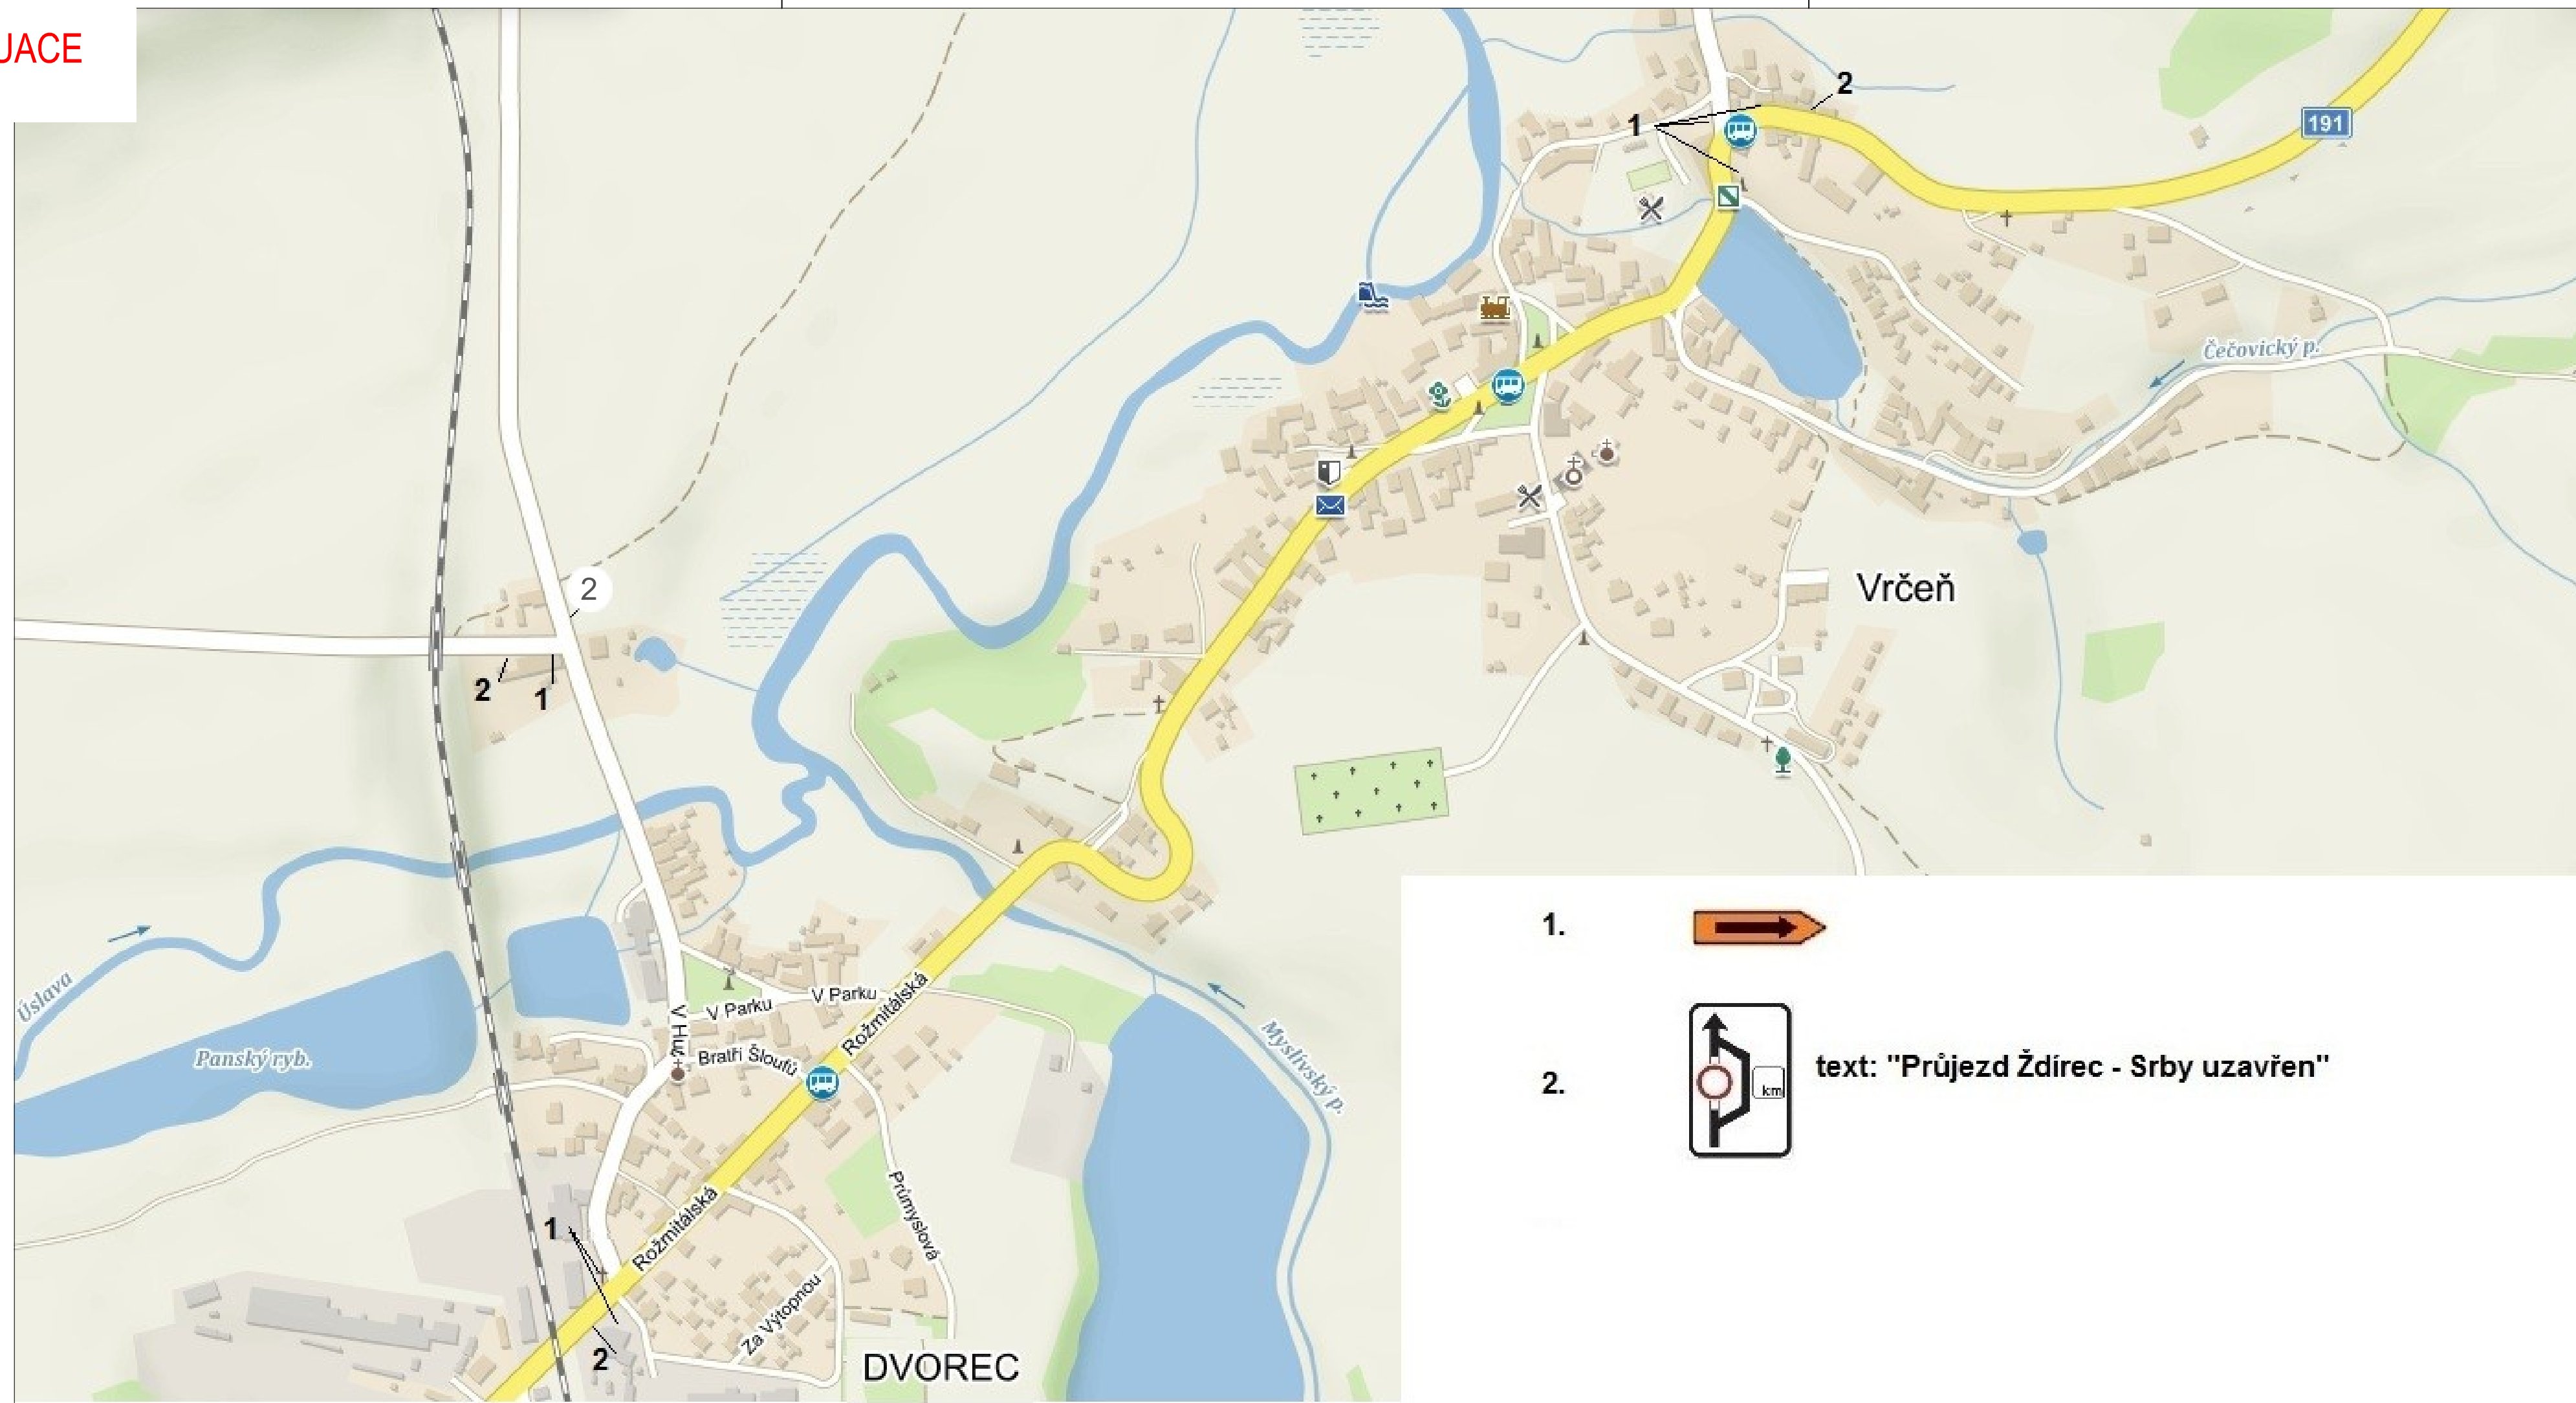 JACE
2
1
191
Čečovický p.
2
Vrčeň
2
1
Úslava
Panský ryb.
V Parku
V Parku
Rožmitálská
V Huti
Bratří Šloufů
Myslívský p.
Průmyslová
1
Rožmitálská
Za Výtopnou
2
DVOREC
1.
2.
km
text: "Průjezd Ždírec - Srby uzavřen"